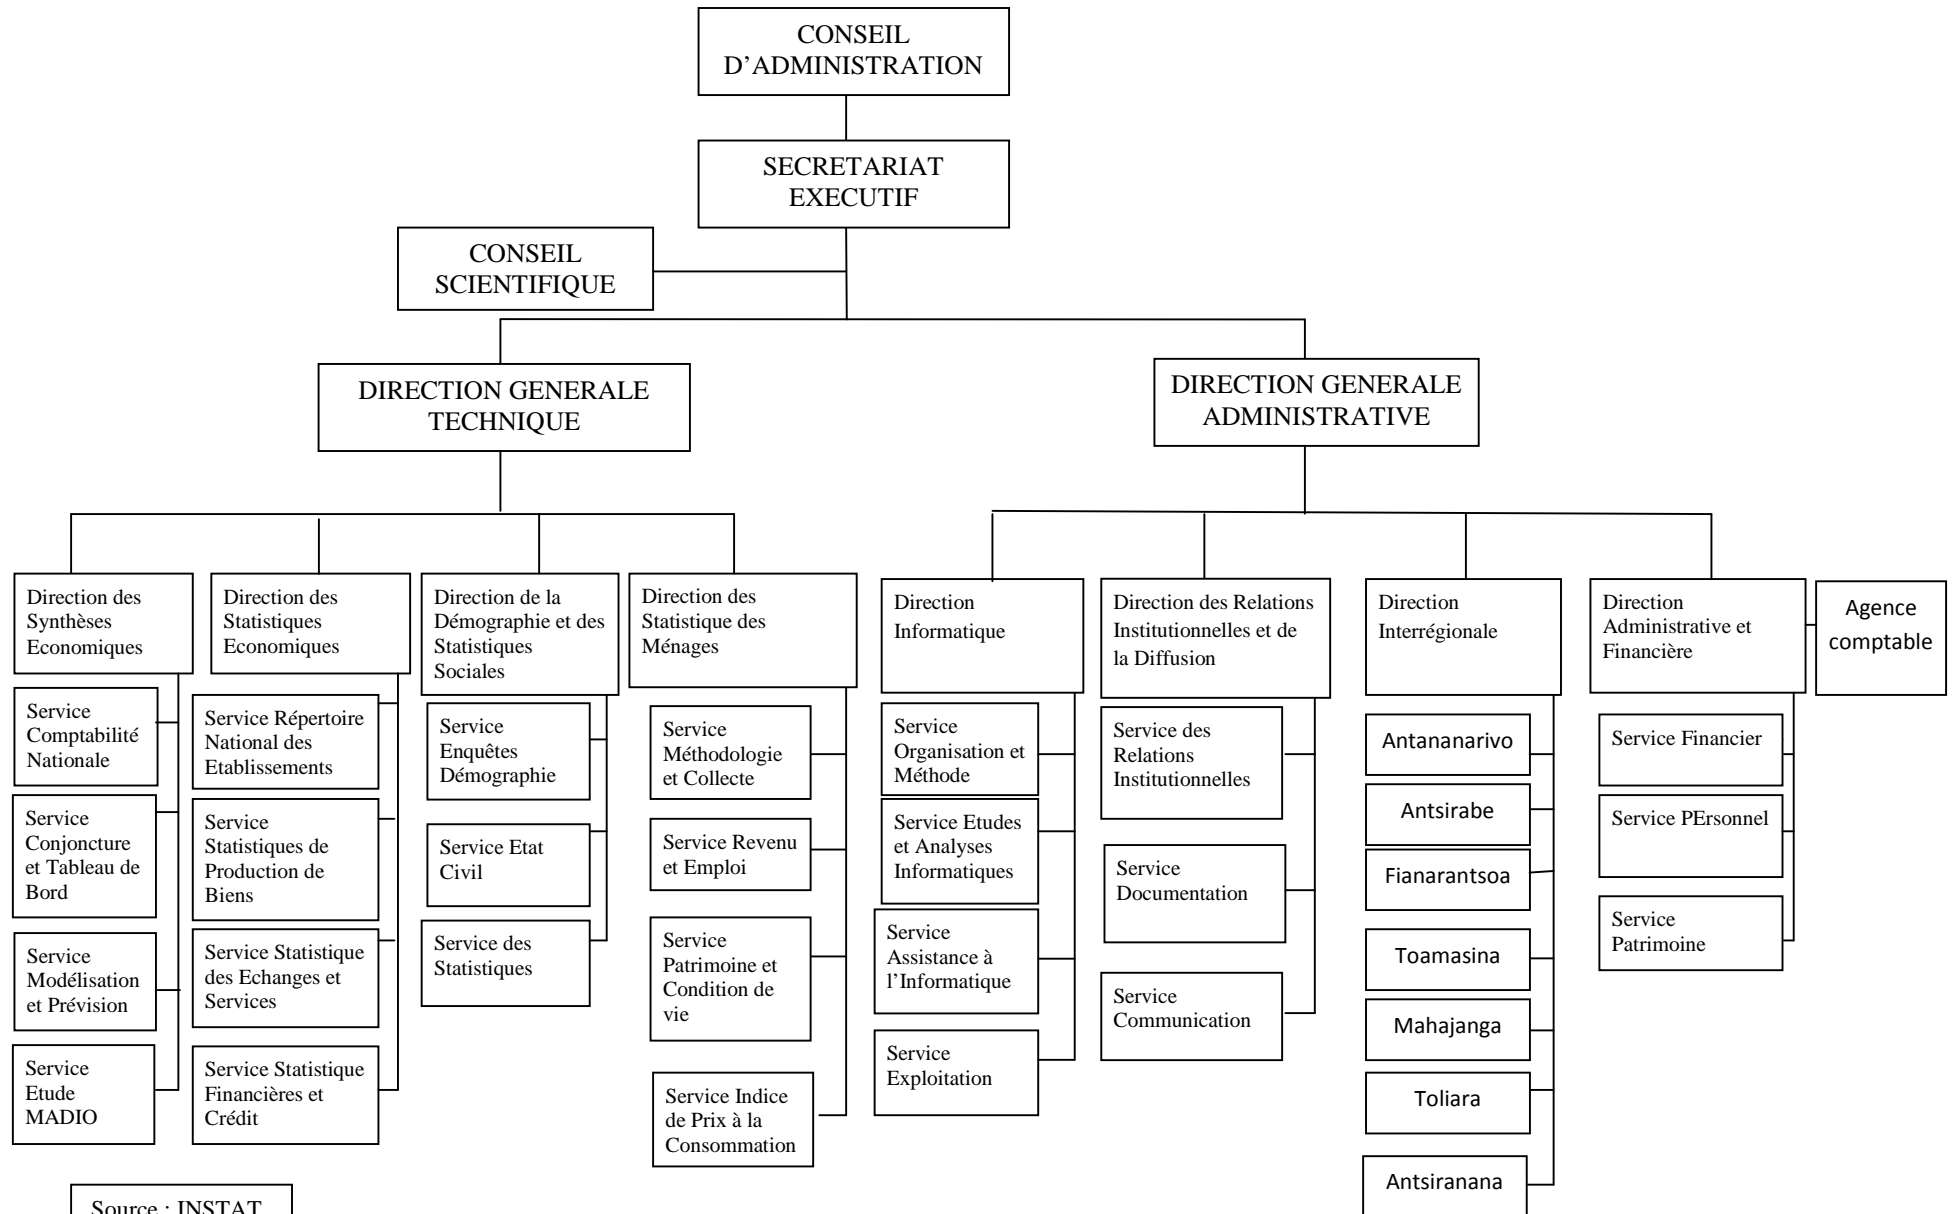 CONSEIL
D’ADMINISTRATION
SECRETARIAT
EXECUTIF
CONSEIL
SCIENTIFIQUE
DIRECTION GENERALE
TECHNIQUE
DIRECTION GENERALE
ADMINISTRATIVE
Direction des
Synthèses
Economiques
Service
Comptabilité
Nationale
Service
Conjoncture
et Tableau de
Bord
Service
Modélisation
et Prévision
Service
Etude
MADIO
Direction des
Statistiques
Economiques
Service Répertoire
National des
Etablissements
Service
Statistiques de
Production de
Biens
Service Statistique
des Echanges et
Services
Service Statistique
Financières et
Crédit
Direction de la
Démographie et des
Statistiques
Sociales
Service
Enquêtes
Démographie
Service Etat
Civil
Service des
Statistiques
Direction des
Statistique des
Ménages
Service
Méthodologie
et Collecte
Service Revenu
et Emploi
Service
Patrimoine et
Condition de
vie
Service Indice
de Prix à la
Consommation
Direction
Informatique
Service
Organisation et
Méthode
Service Etudes
et Analyses
Informatiques
Service
Assistance à
l’Informatique
Service
Exploitation
Direction des Relations
Institutionnelles et de
la Diffusion
Service des
Relations
Institutionnelles
Service
Documentation
Service
Communication
Direction
Interrégionale
Antananarivo
Antsirabe
Fianarantsoa
Toamasina
Mahajanga
Toliara
Antsiranana
Direction
Administrative et
Financière
Service Financier
Service PErsonnel
Service
Patrimoine
Agence
comptable
Source : INSTAT